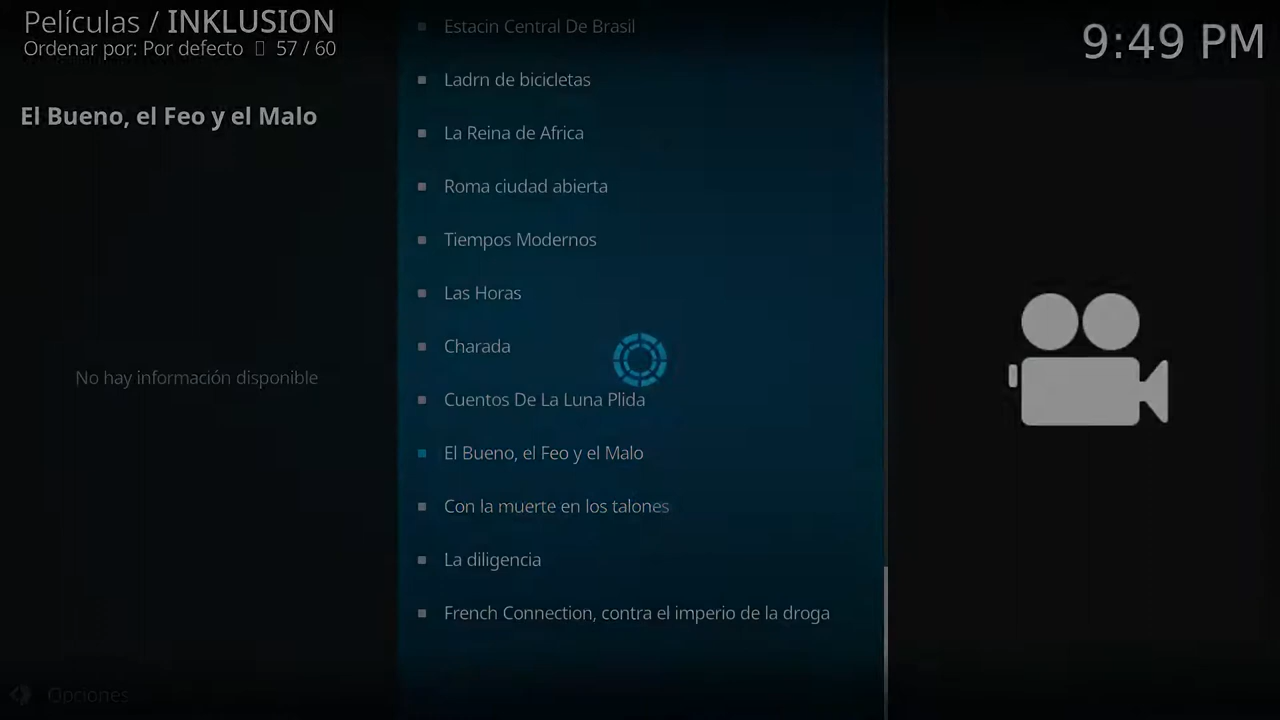 Películas / INKLUSION
Ordenar por: Por defecto 57 / 60
9:49 PM
El Bueno, el Feo y el Malo
No hay información disponible
Estacin Central De Brasil
Ladrn de bicicletas
La Reina de Africa
Roma ciudad abierta
Tiempos Modernos
Las Horas
Charada
Cuentos De La Luna Plida
El Bueno, el Feo y el Malo
Con la muerte en los talones
La diligencia
French Connection, contra el imperio de la droga
Opciones